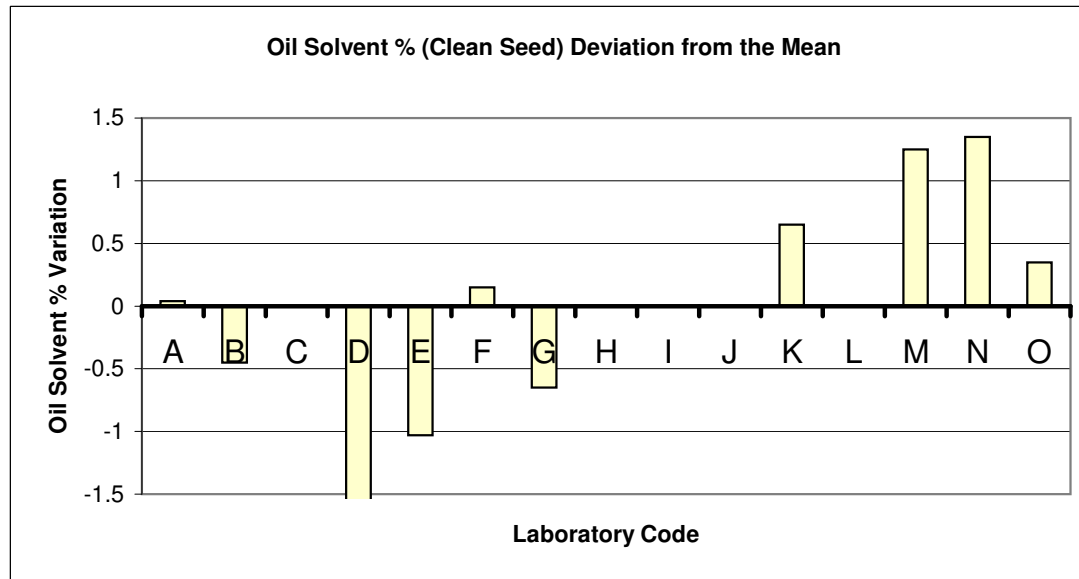 Oil Solvent % (Clean Seed) Deviation from the Mean
Oil Solvent % Variation
1.5
1
0.5
0
-0.5
-1
-1.5
A B C D E F G H I J K L M N O
Laboratory Code